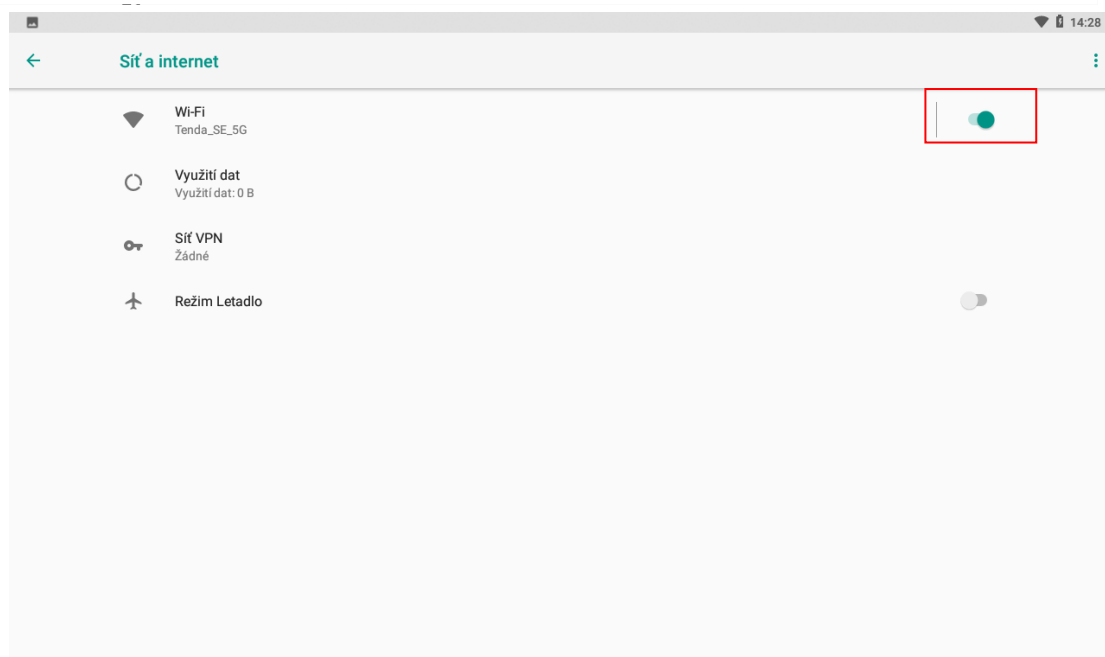 14:28
Síť a internet
Wi-Fi
Tenda_SE_5G
Využití dat
Využití dat: 0 B
Síť VPN
Žádné
Režim Letadlo